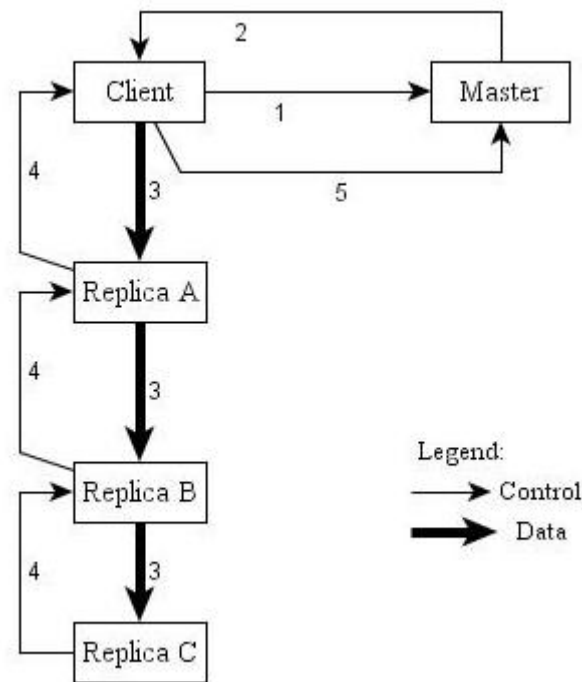 2
Client
Master
1
4
3
5
Replica A
4
3
Legend:
Replica B
Control
Data
4
3
Replica C